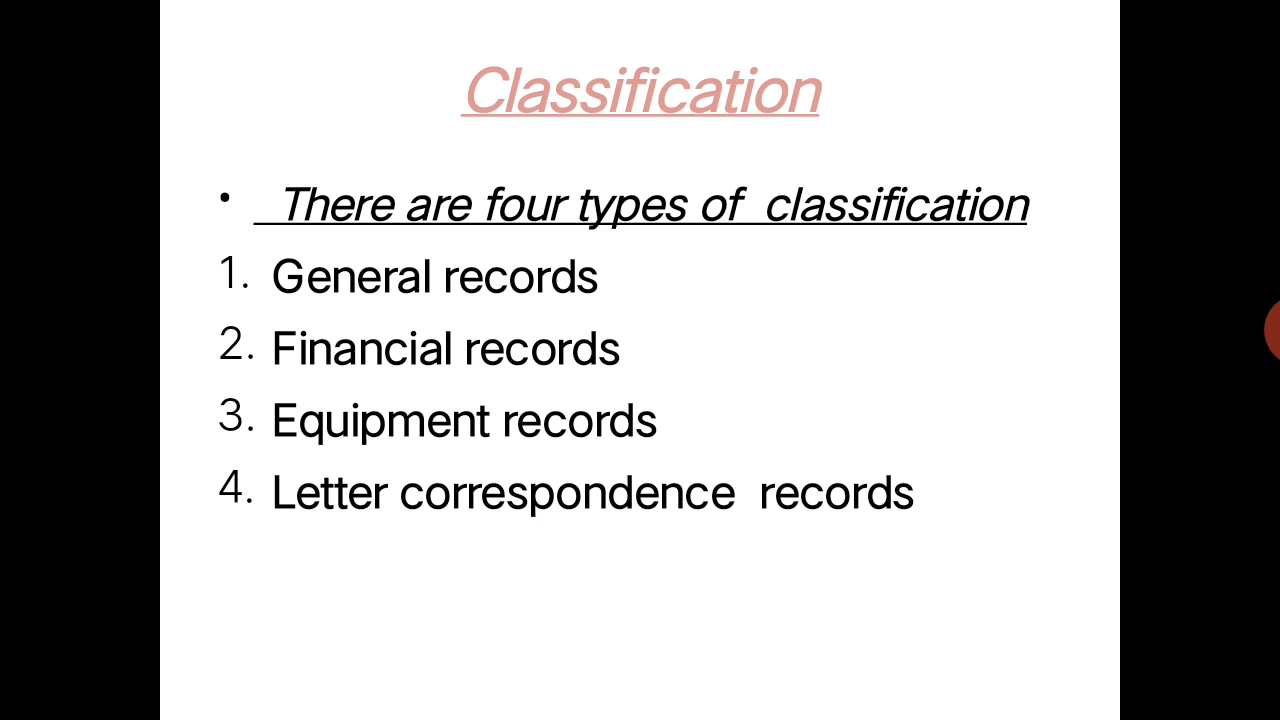 Classification
• There are four types of classification
1. General records
2. Financial records
3. Equipment records
4. Letter correspondence records